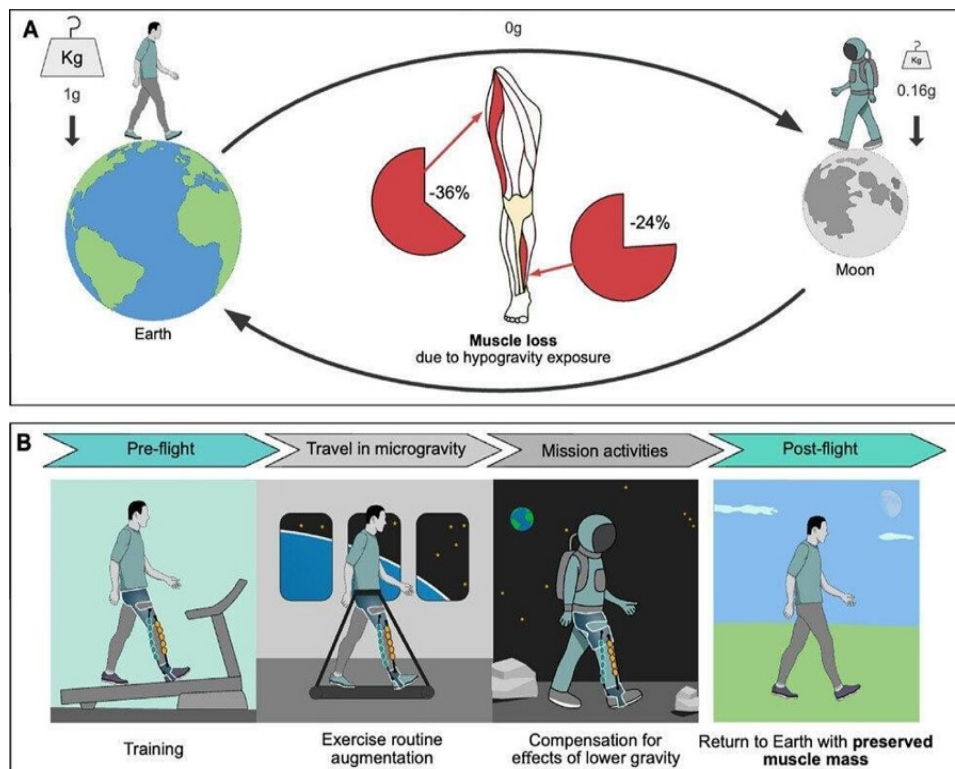 A
Kg
1g
0g
Kg
0.16g
-36%
-24%
Earth
Moon
Muscle loss
due to hypogravity exposure
B
Pre-flight
Travel in microgravity
Mission activities
Post-flight
Training
Exercise routine
augmentation
Compensation for
effects of lower gravity
Return to Earth with preserved
muscle mass